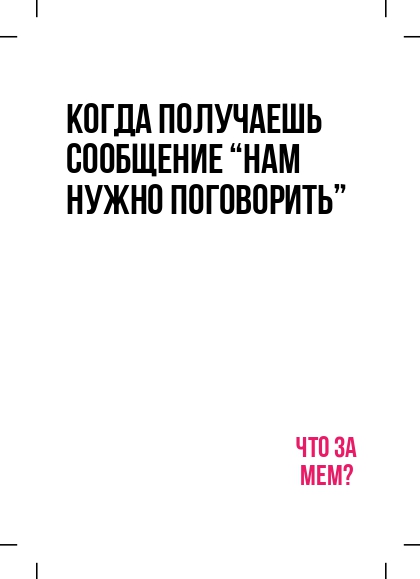 КОГДА ПОЛУЧАЕШЬ
СООБЩЕНИЕ “НАМ
НУЖНО ПОГОВОРИТЬ”
ЧТО ЗА
МЕМ?